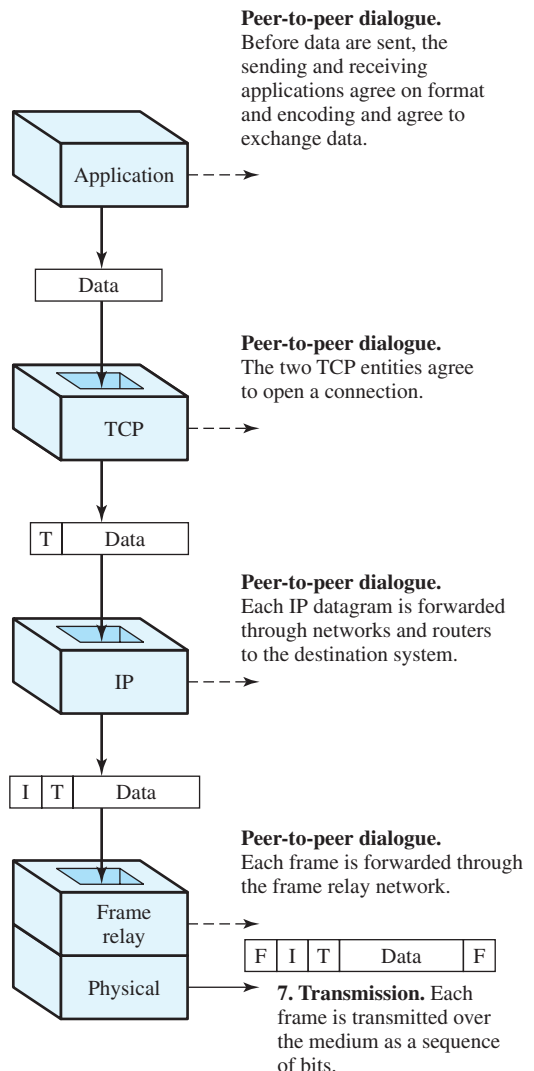 Peer-to-peer dialogue.
Before data are sent, the
sending and receiving
applications agree on format
and encoding and agree to
exchange data.
Application
Data
Peer-to-peer dialogue.
The two TCP entities agree
to open a connection.
TCP
T Data
Peer-to-peer dialogue.
Each IP datagram is forwarded
through networks and routers
to the destination system.
IP
I T Data
Peer-to-peer dialogue.
Each frame is forwarded through
the frame relay network.
Frame
relay
F I T Data F
Physical
7. Transmission. Each
frame is transmitted over
the medium as a sequence
of bits.